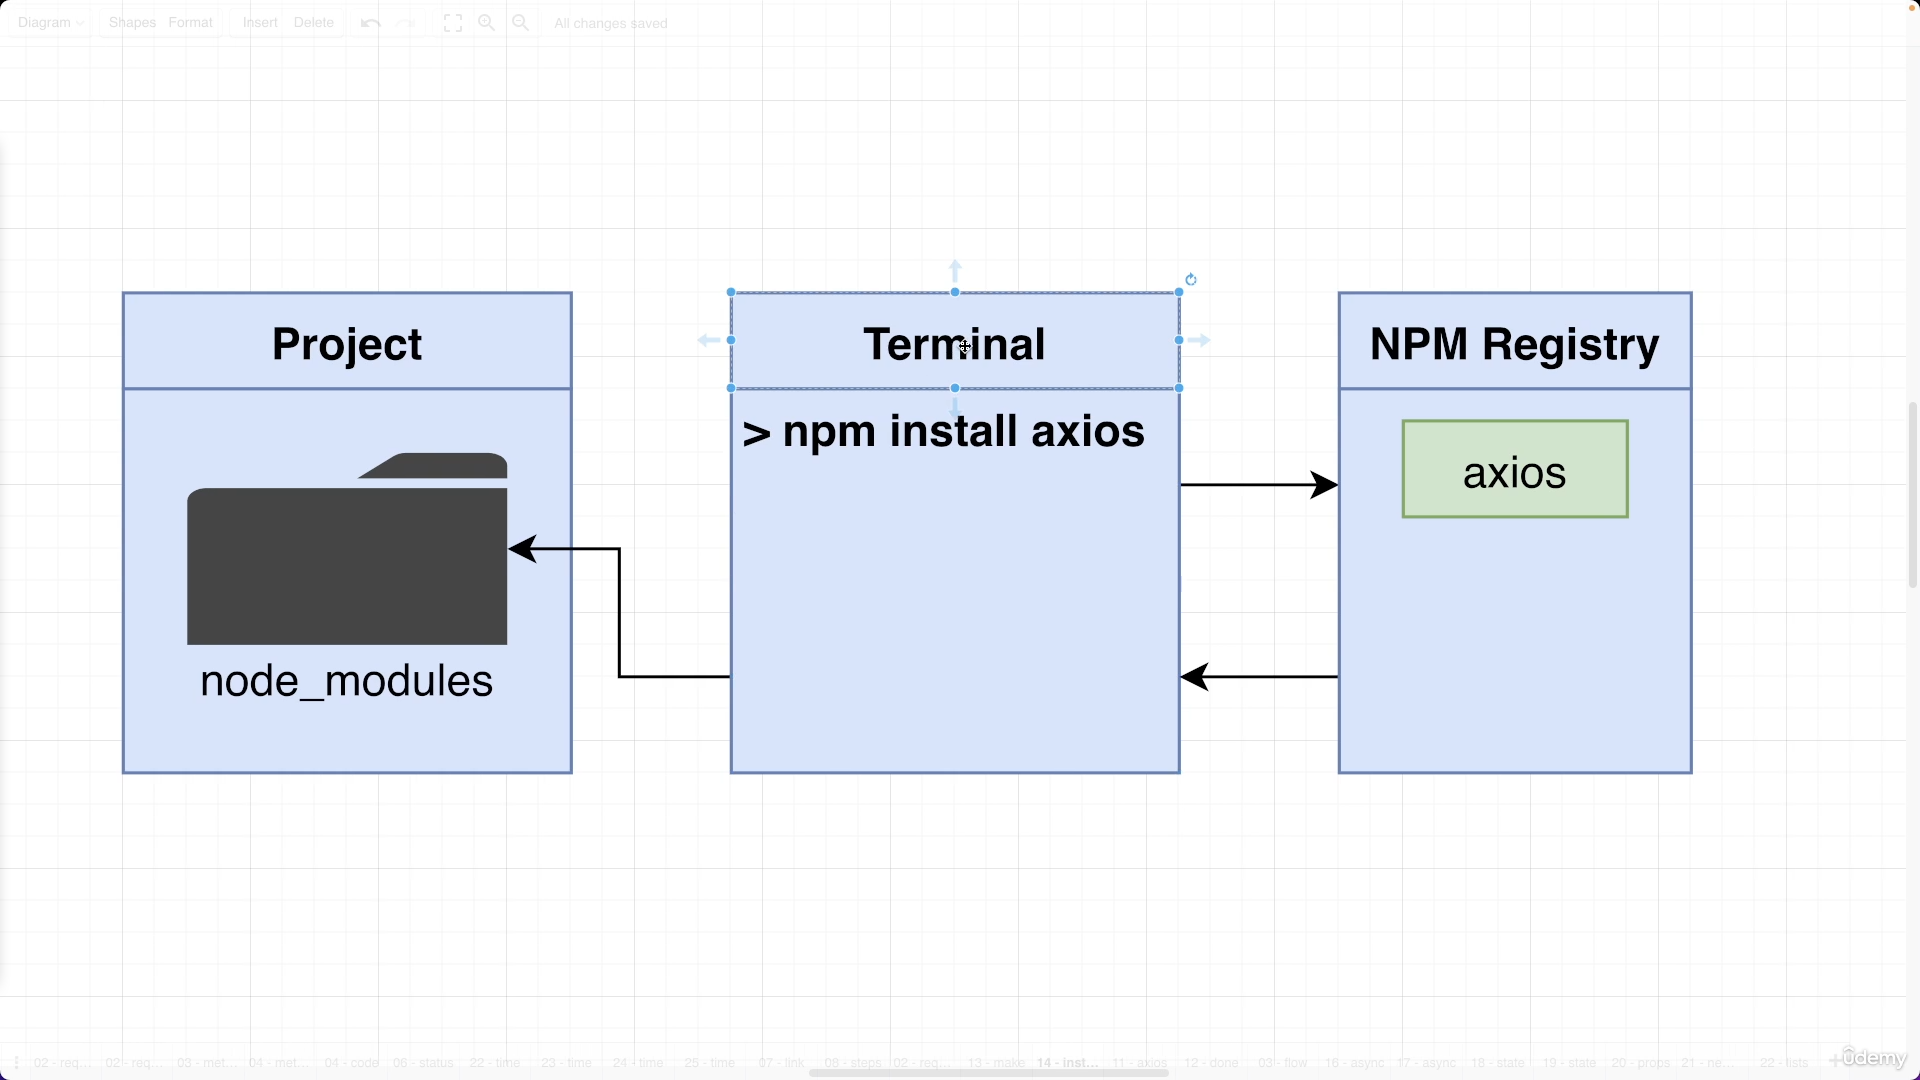 Diagram
Shapes Format
Insert Delete
All changes saved
Project
Terminal
NPM Registry
> npm install axios
axios
node_modules
02 - req... 02 - req... 03 - met... 04 - met... 04 - code 06 - status 22 - time 23 - time 24 - time 25 - time 07 - link 08 - steps 02 - req... 13 - make 14 - inst... 11 - axios 12 - done 03 - flow 16 - async 17 - async 18 - state 19 - state 20 - props 21 - ne... 22 - lists
ûdemy